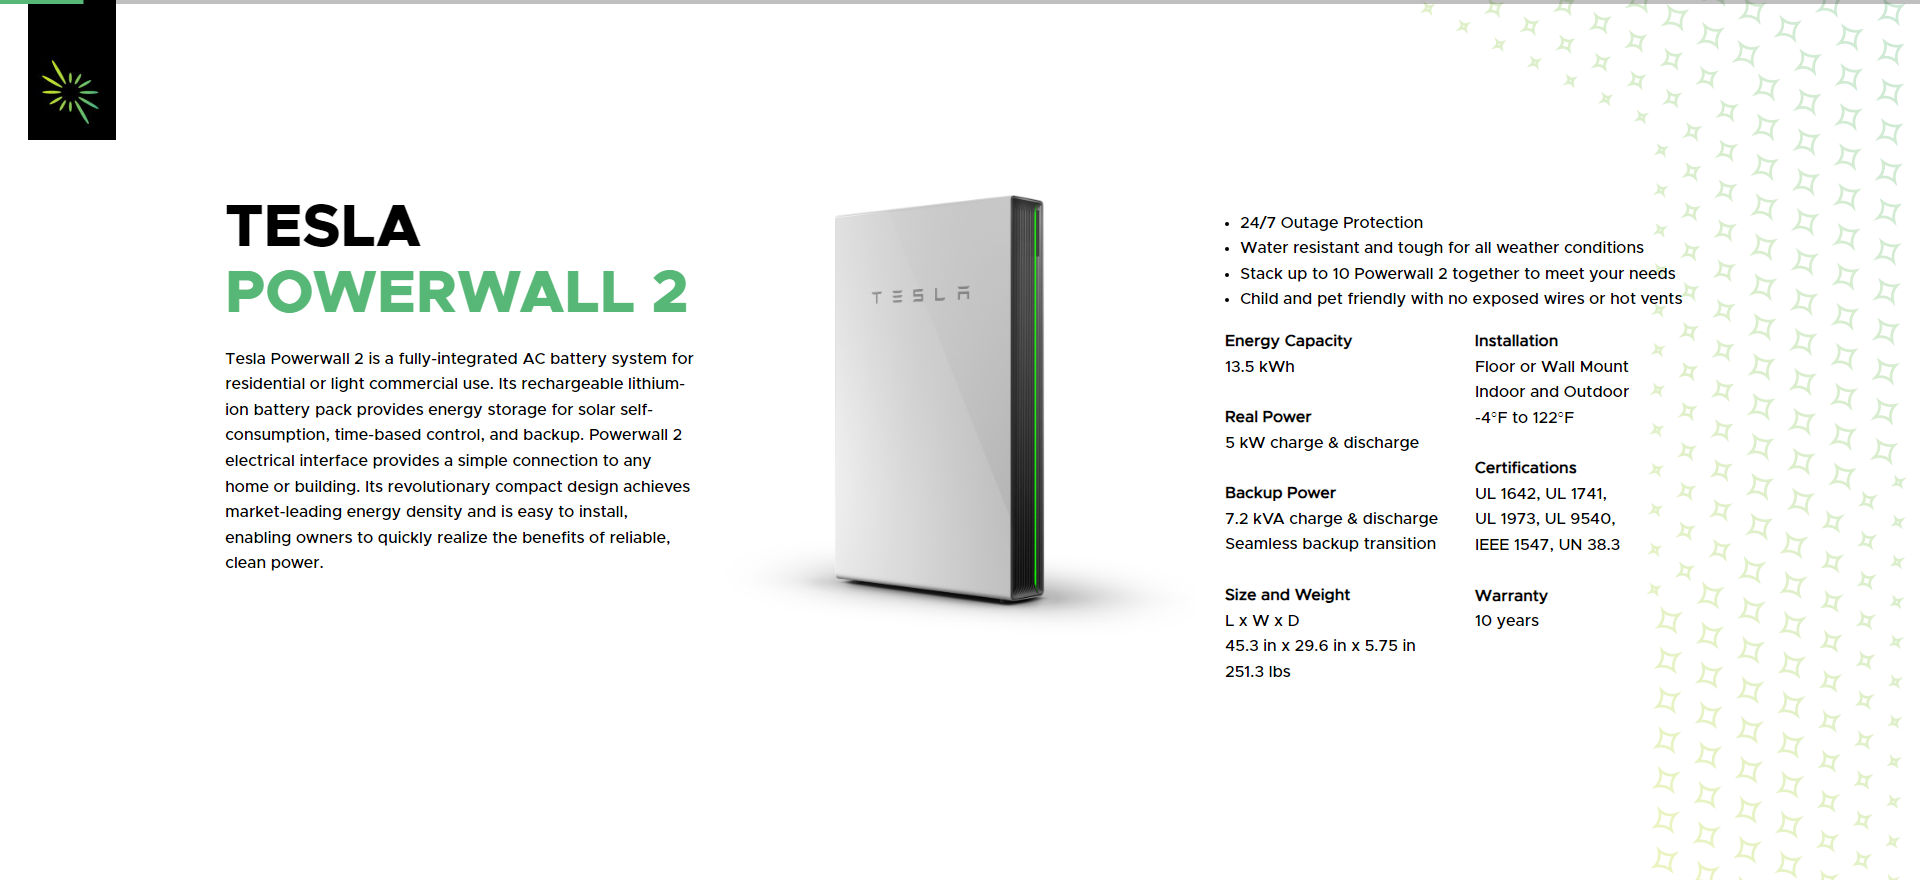 TESLA
POWERWALL 2
Tesla Powerwall 2 is a fully-integrated AC battery system for
residential or light commercial use. Its rechargeable lithium-
ion battery pack provides energy storage for solar self-
consumption, time-based control, and backup. Powerwall 2
electrical interface provides a simple connection to any
home or building. Its revolutionary compact design achieves
market-leading energy density and is easy to install,
enabling owners to quickly realize the benefits of reliable,
clean power.
TESLA
• 24/7 Outage Protection
• Water resistant and tough for all weather conditions
• Stack up to 10 Powerwall 2 together to meet your needs
• Child and pet friendly with no exposed wires or hot vents
Energy Capacity
13.5 kWh
Real Power
5 kW charge & discharge
Backup Power
7.2 kVA charge & discharge
Seamless backup transition
Size and Weight
L x W x D
45.3 in x 29.6 in x 5.75 in
251.3 lbs
Installation
Floor or Wall Mount
Indoor and Outdoor
-4°F to 122°F
Certifications
UL 1642, UL 1741,
UL 1973, UL 9540,
IEEE 1547, UN 38.3
Warranty
10 years